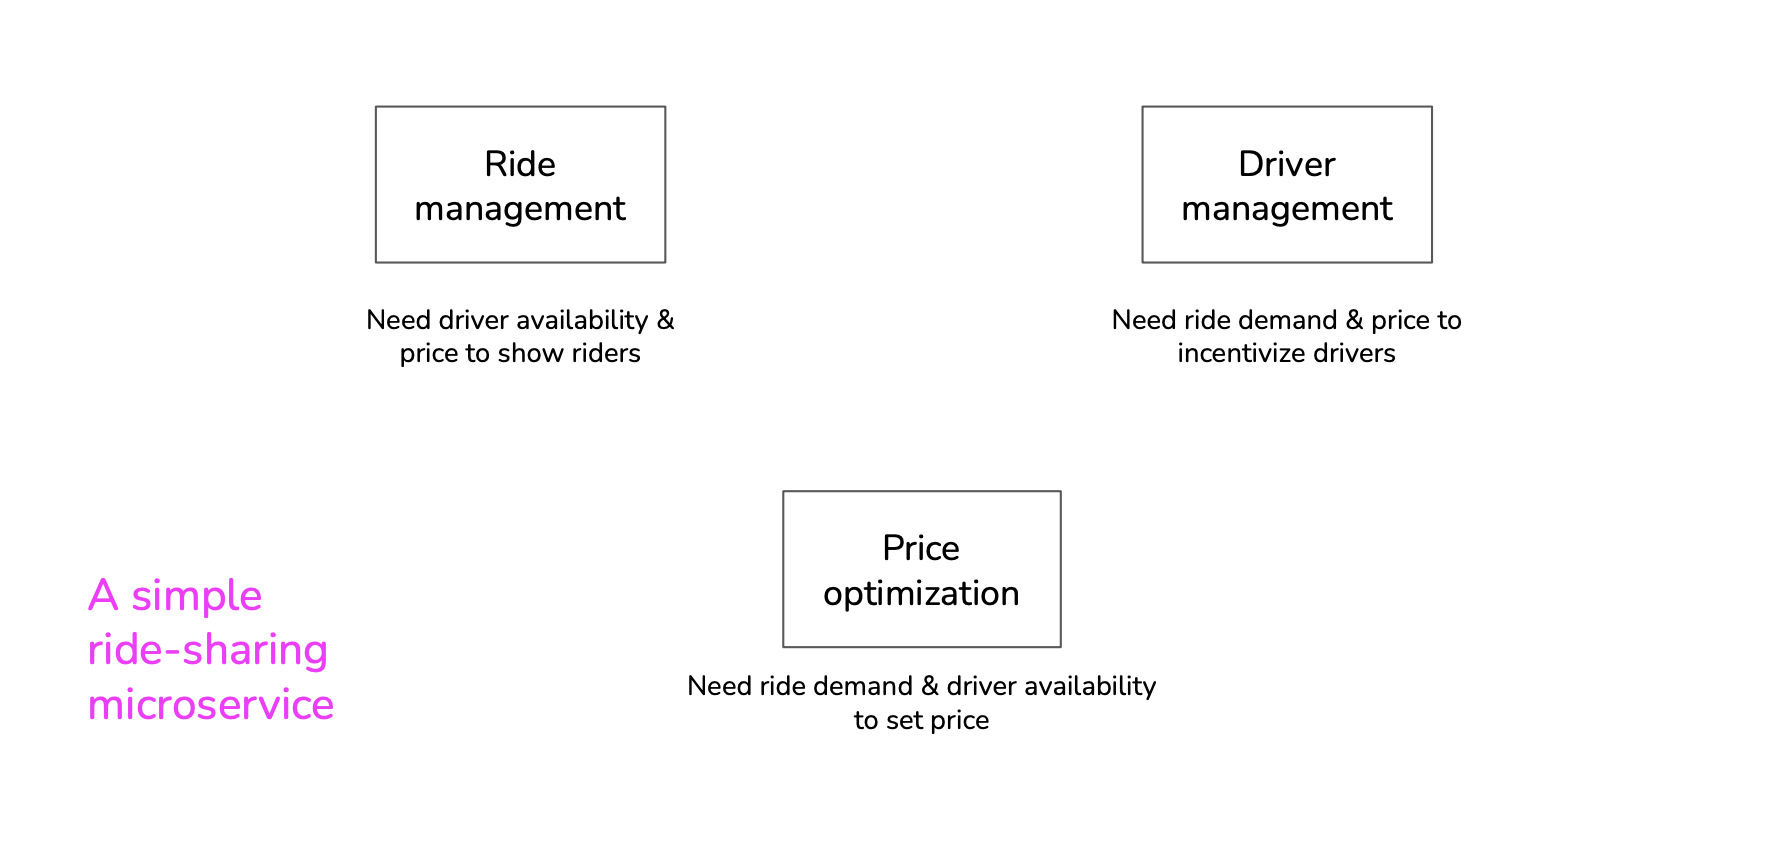 Ride
management
Driver
management
Need driver availability &
price to show riders
Need ride demand & price to
incentivize drivers
Price
optimization
A simple
ride-sharing
microservice
Need ride demand & driver availability
to set price